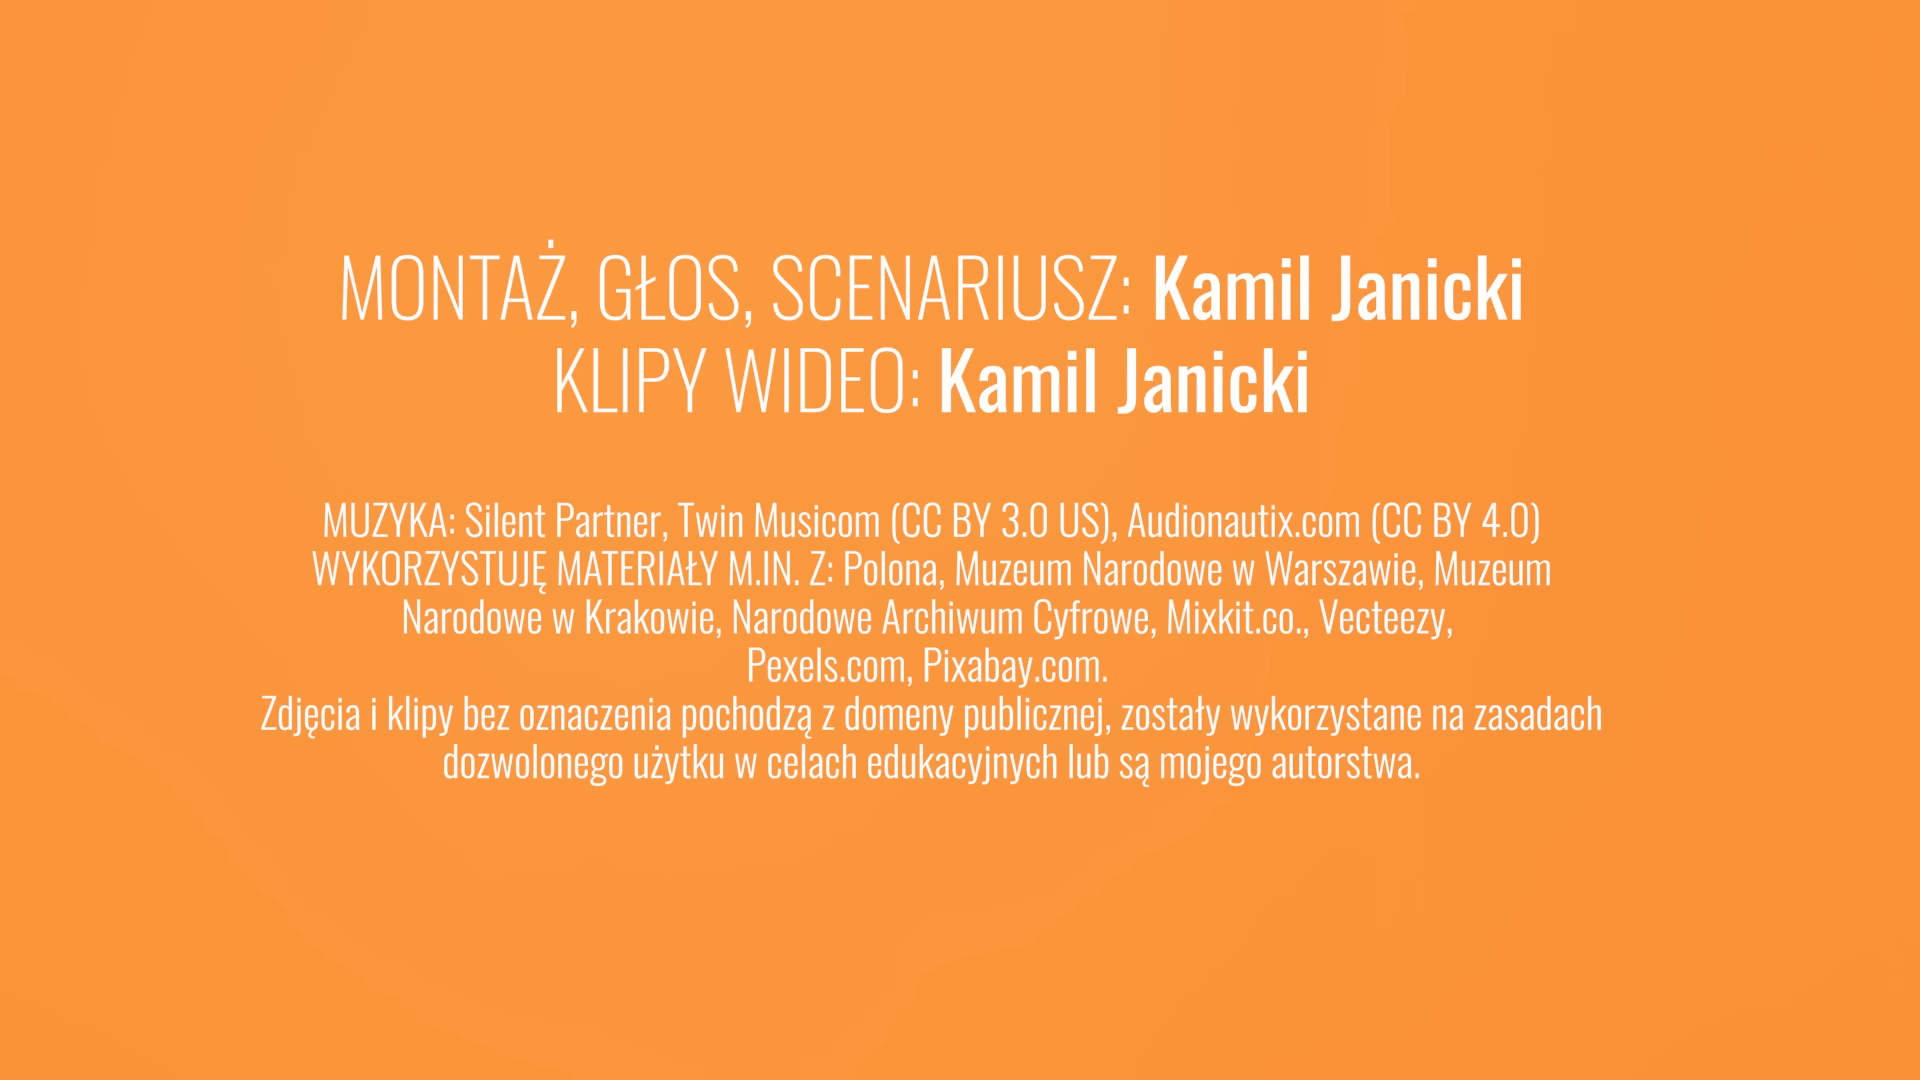 MONTAŻ, GŁOS, SCENARIUSZ: Kamil Janicki
KLIPY WIDEO: Kamil Janicki
MUZYKA: Silent Partner, Twin Musicom (CC BY 3.0 US), Audionautix.com (CC BY 4.0)
WYKORZYSTUJĘ MATERIAŁY M.IN. Z: Polona, Muzeum Narodowe w Warszawie, Muzeum
Narodowe w Krakowie, Narodowe Archiwum Cyfrowe, Mixkit.co., Vecteezy,
Pexels.com, Pixabay.com.
Zdjęcia i klipy bez oznaczenia pochodzą z domeny publicznej, zostały wykorzystane na zasadach
dozwolonego użytku w celach edukacyjnych lub są mojego autorstwa.